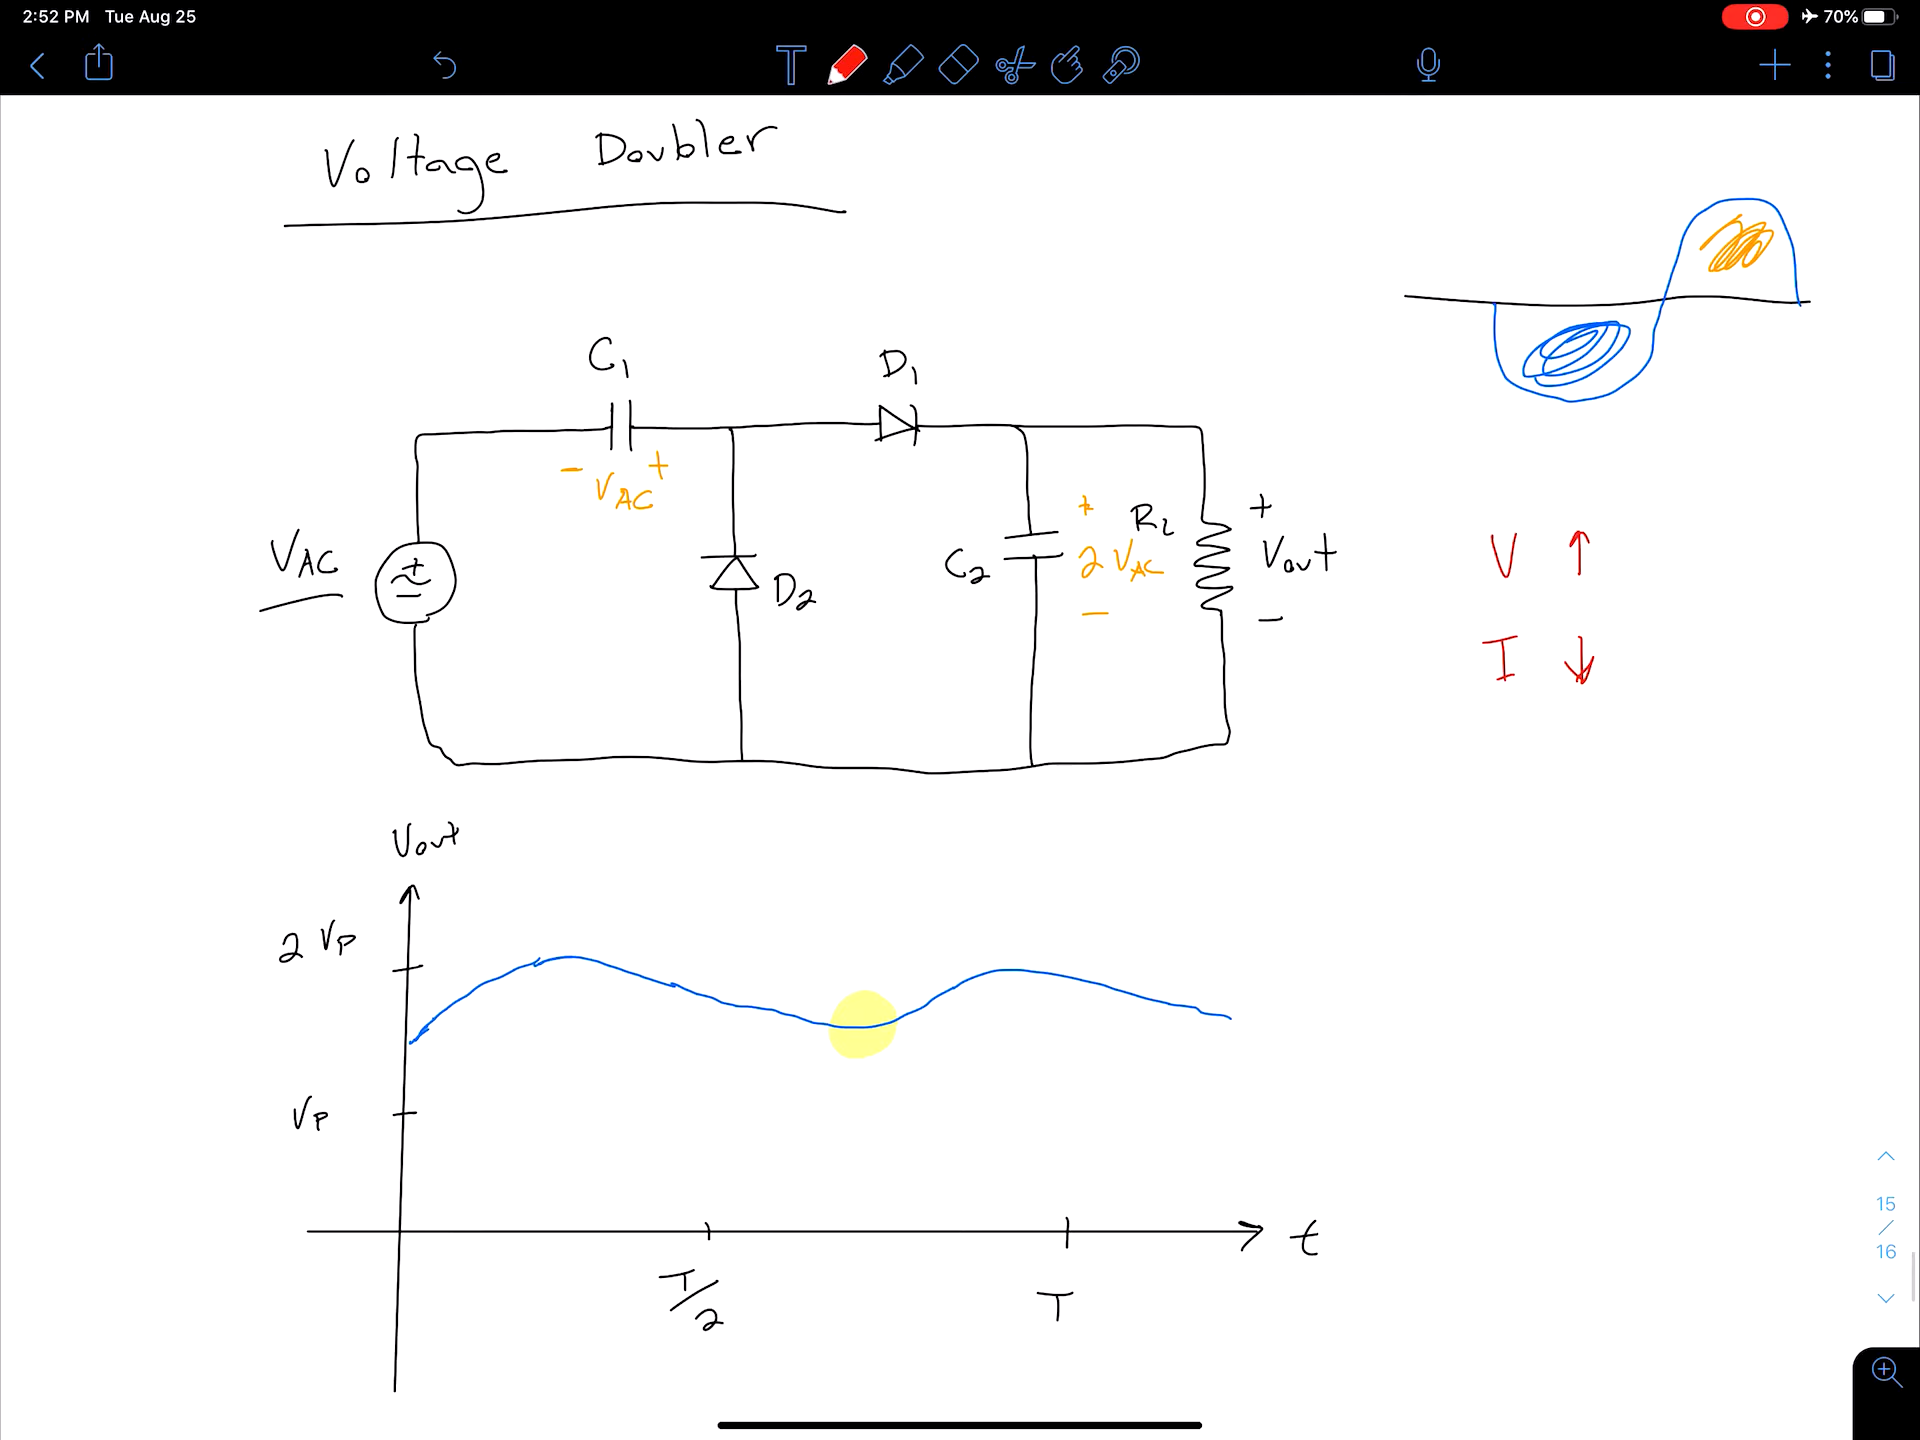 2:52 PM Tue Aug 25
70%
T
Voltage Doubler
C1
D1
- VAC +
VAC
+
-
D2
C2
+
2 VAC
-
RL
+
Vout
-
V ↑
I ↓
Vout
2 VP
VP
t
T/2
T
15
/
16